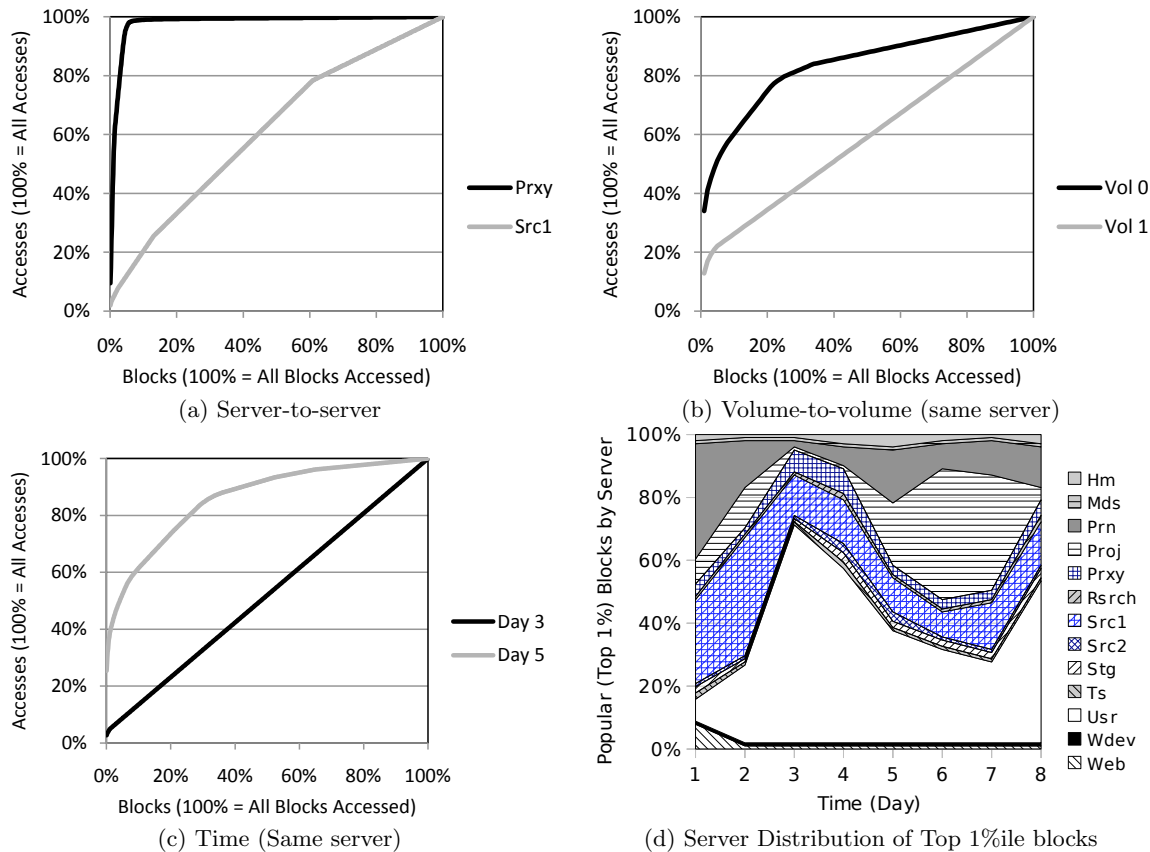 Accesses (100% = All Accesses)
100%
80%
60%
40%
20%
0%
0% 20% 40% 60% 80% 100%
Blocks (100% = All Blocks Accessed)
Prxy
Src1
(a) Server-to-server
Accesses (100% = All Accesses)
100%
80%
60%
40%
20%
0%
0% 20% 40% 60% 80% 100%
Blocks (100% = All Blocks Accessed)
Vol 0
Vol 1
(b) Volume-to-volume (same server)
Accesses (100% = All Accesses)
100%
80%
60%
40%
20%
0%
0% 20% 40% 60% 80% 100%
Blocks (100% = All Blocks Accessed)
Day 3
Day 5
(c) Time (Same server)
Popular (Top 1%) Blocks by Server
100%
80%
60%
40%
20%
0%
1 2 3 4 5 6 7 8
Time (Day)
Hm
Mds
Prn
Proj
Prxy
Rsrch
Src1
Src2
Stg
Ts
Usr
Wdev
Web
(d) Server Distribution of Top 1%ile blocks